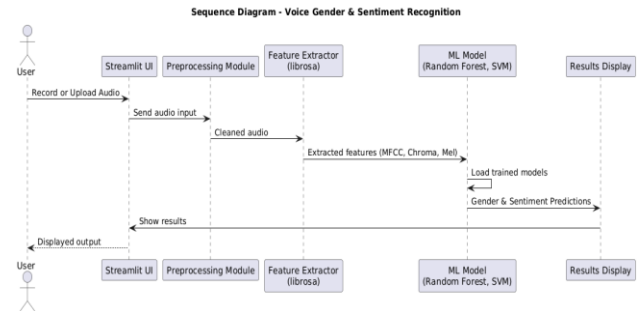 Sequence Diagram - Voice Gender & Sentiment Recognition
User
Streamlit UI
Preprocessing Module
Feature Extractor
(librosa)
ML Model
(Random Forest, SVM)
Results Display
Record or Upload Audio
Send audio input
Cleaned audio
Extracted features (MFCC, Chroma, Mel)
Load trained models
Gender & Sentiment Predictions
Show results
Displayed output
User
Streamlit UI
Preprocessing Module
Feature Extractor
(librosa)
ML Model
(Random Forest, SVM)
Results Display